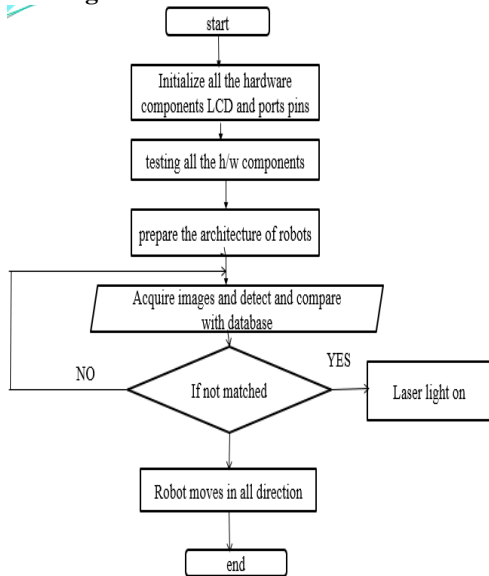 start
Initialize all the hardware
components LCD and ports pins
testing all the h/w components
prepare the architecture of robots
Acquire images and detect and compare
with database
NO
If not matched
YES
Laser light on
Robot moves in all direction
end